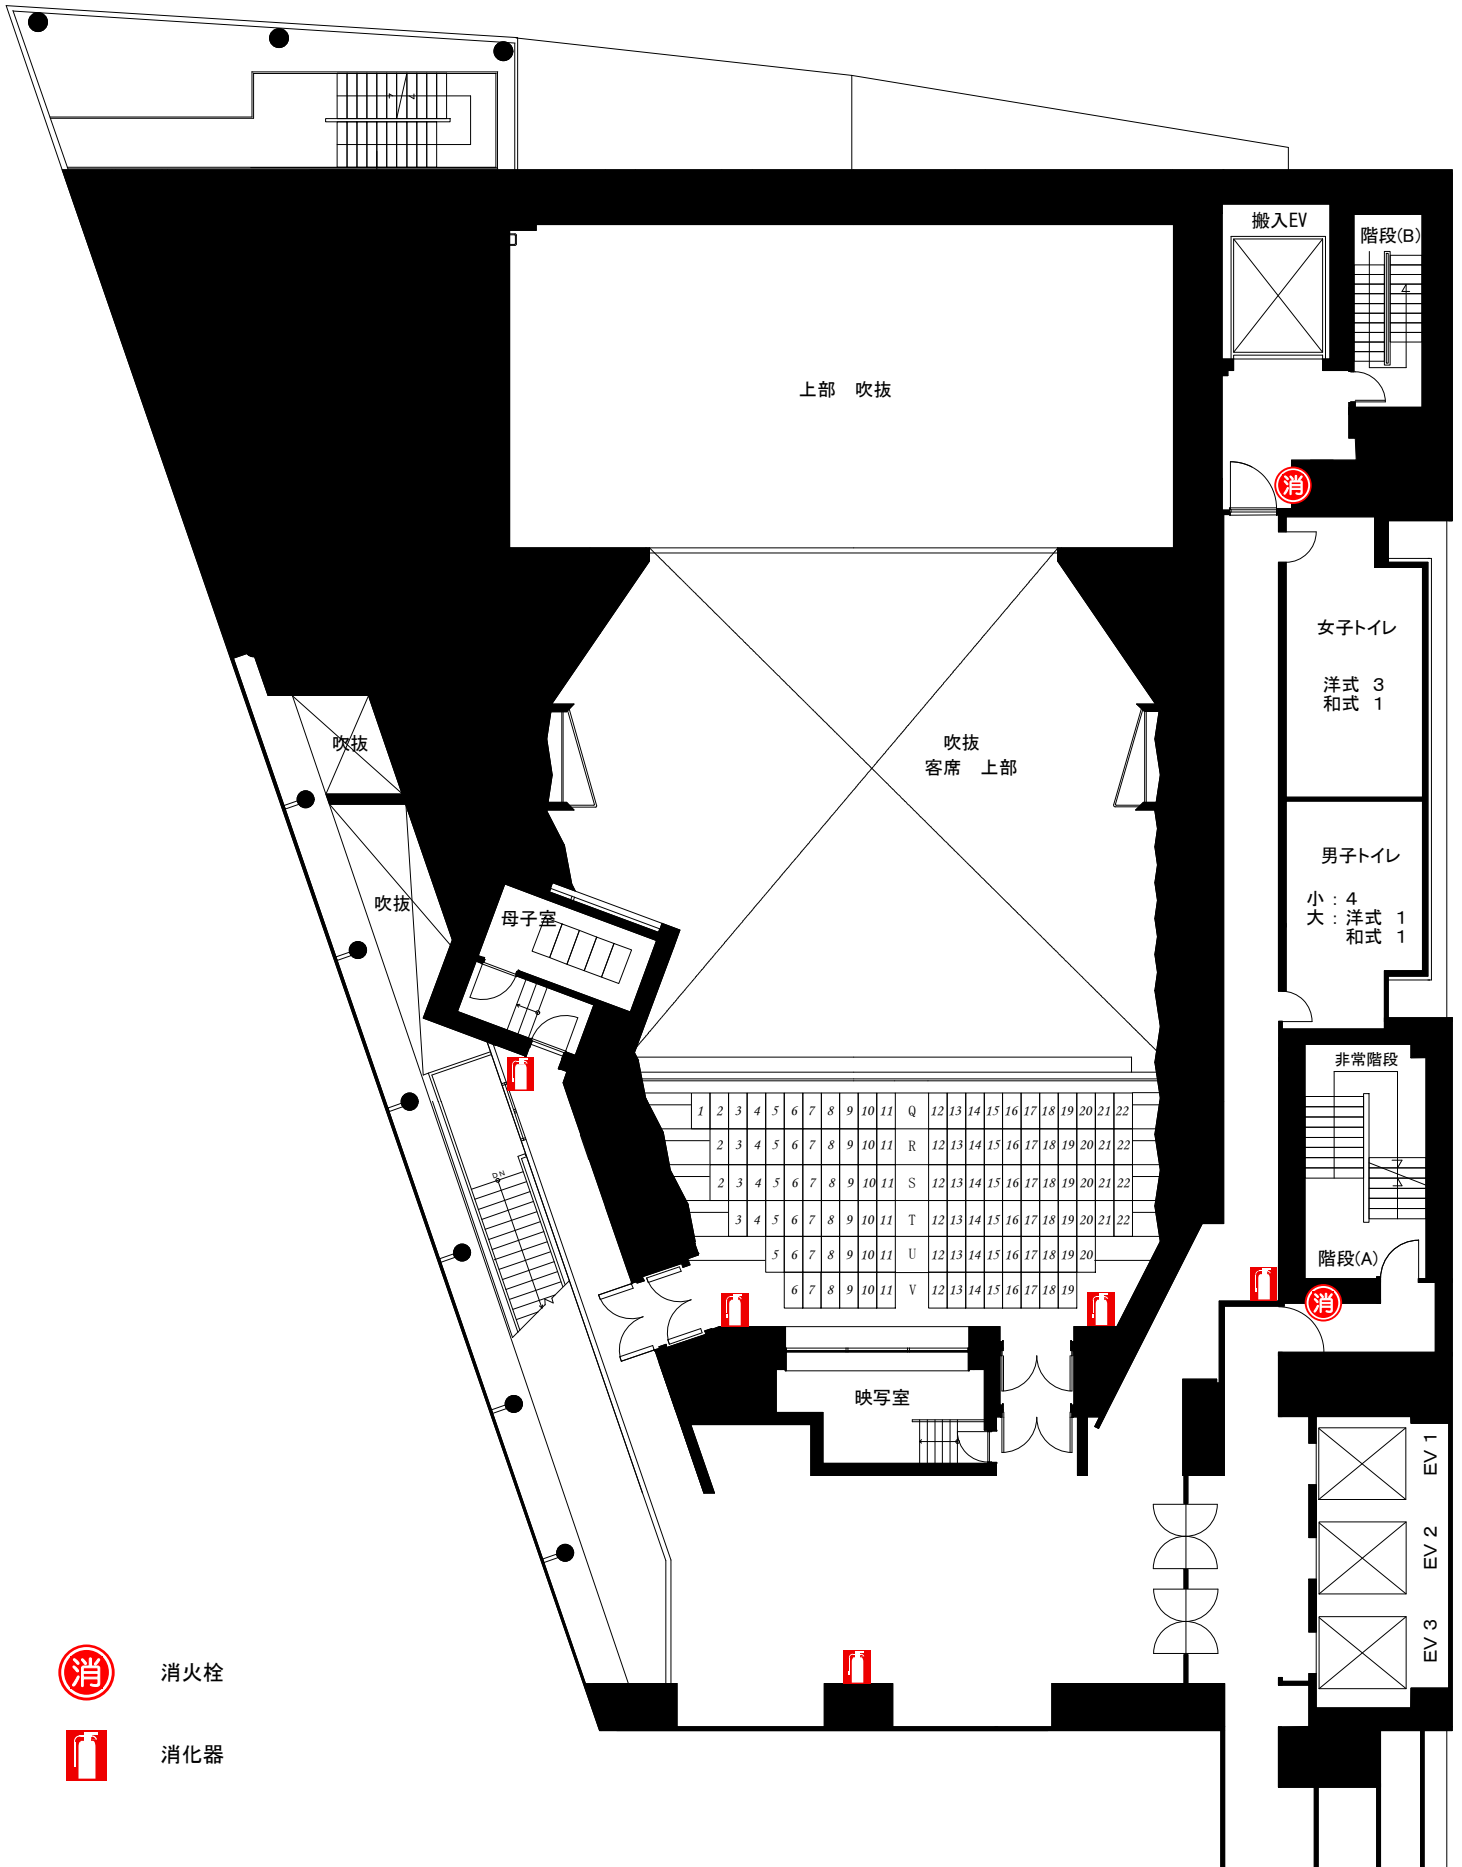 搬入EV
階段(B)
上部　吹抜
消
女子トイレ
洋式 3
和式 1
吹抜
吹抜
客席　上部
男子トイレ
小：4
大：洋式 1
和式 1
吹抜
母子室
非常階段
1 2 3 4 5 6 7 8 9 10 11 Q 12 13 14 15 16 17 18 19 20 21 22
2 3 4 5 6 7 8 9 10 11 R 12 13 14 15 16 17 18 19 20 21 22
2 3 4 5 6 7 8 9 10 11 S 12 13 14 15 16 17 18 19 20 21 22
DN
3 4 5 6 7 8 9 10 11 T 12 13 14 15 16 17 18 19 20 21 22
5 6 7 8 9 10 11 U 12 13 14 15 16 17 18 19 20
階段(A)
6 7 8 9 10 11 V 12 13 14 15 16 17 18 19
消
映写室
EV 1
EV 2
EV 3
消 消火栓
消化器